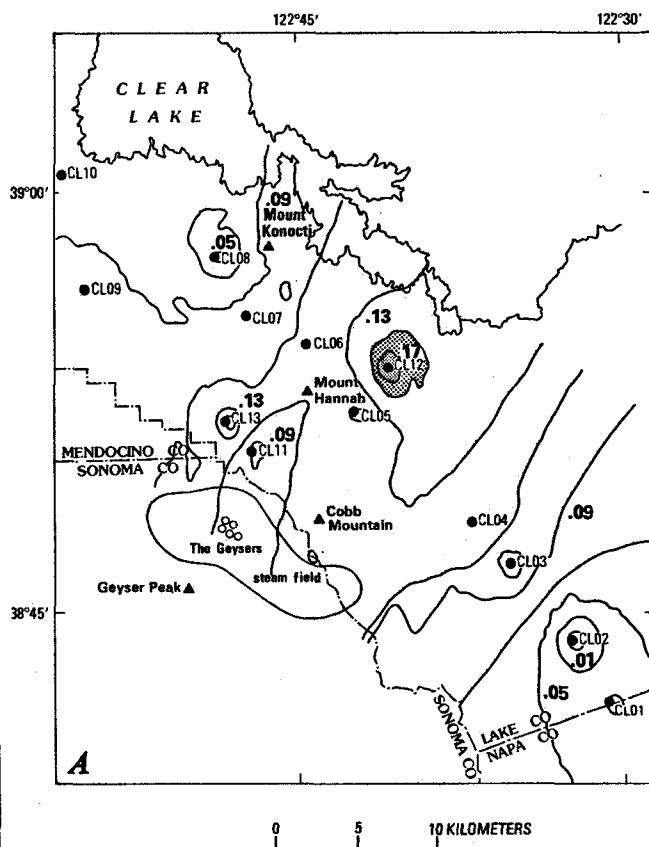 122°45′ 122°30′
CLEAR
LAKE
CL10
39°00′
.09
Mount
Konocti
.05
CL08
CL09
CL07
.13
CL06
.17
CL12
Mount
Hannah
.13
CL05
CL13
.09
CL11
MENDOCINO
CO CO
SONOMA
Cobb
Mountain
CL04
.09
The Geysers
steam field
CL03
Geyser Peak
38°45′
CL02
.01
.05
CL01
SONOMA CO
LAKE CO
NAPA CO
A
0 5 10 KILOMETERS